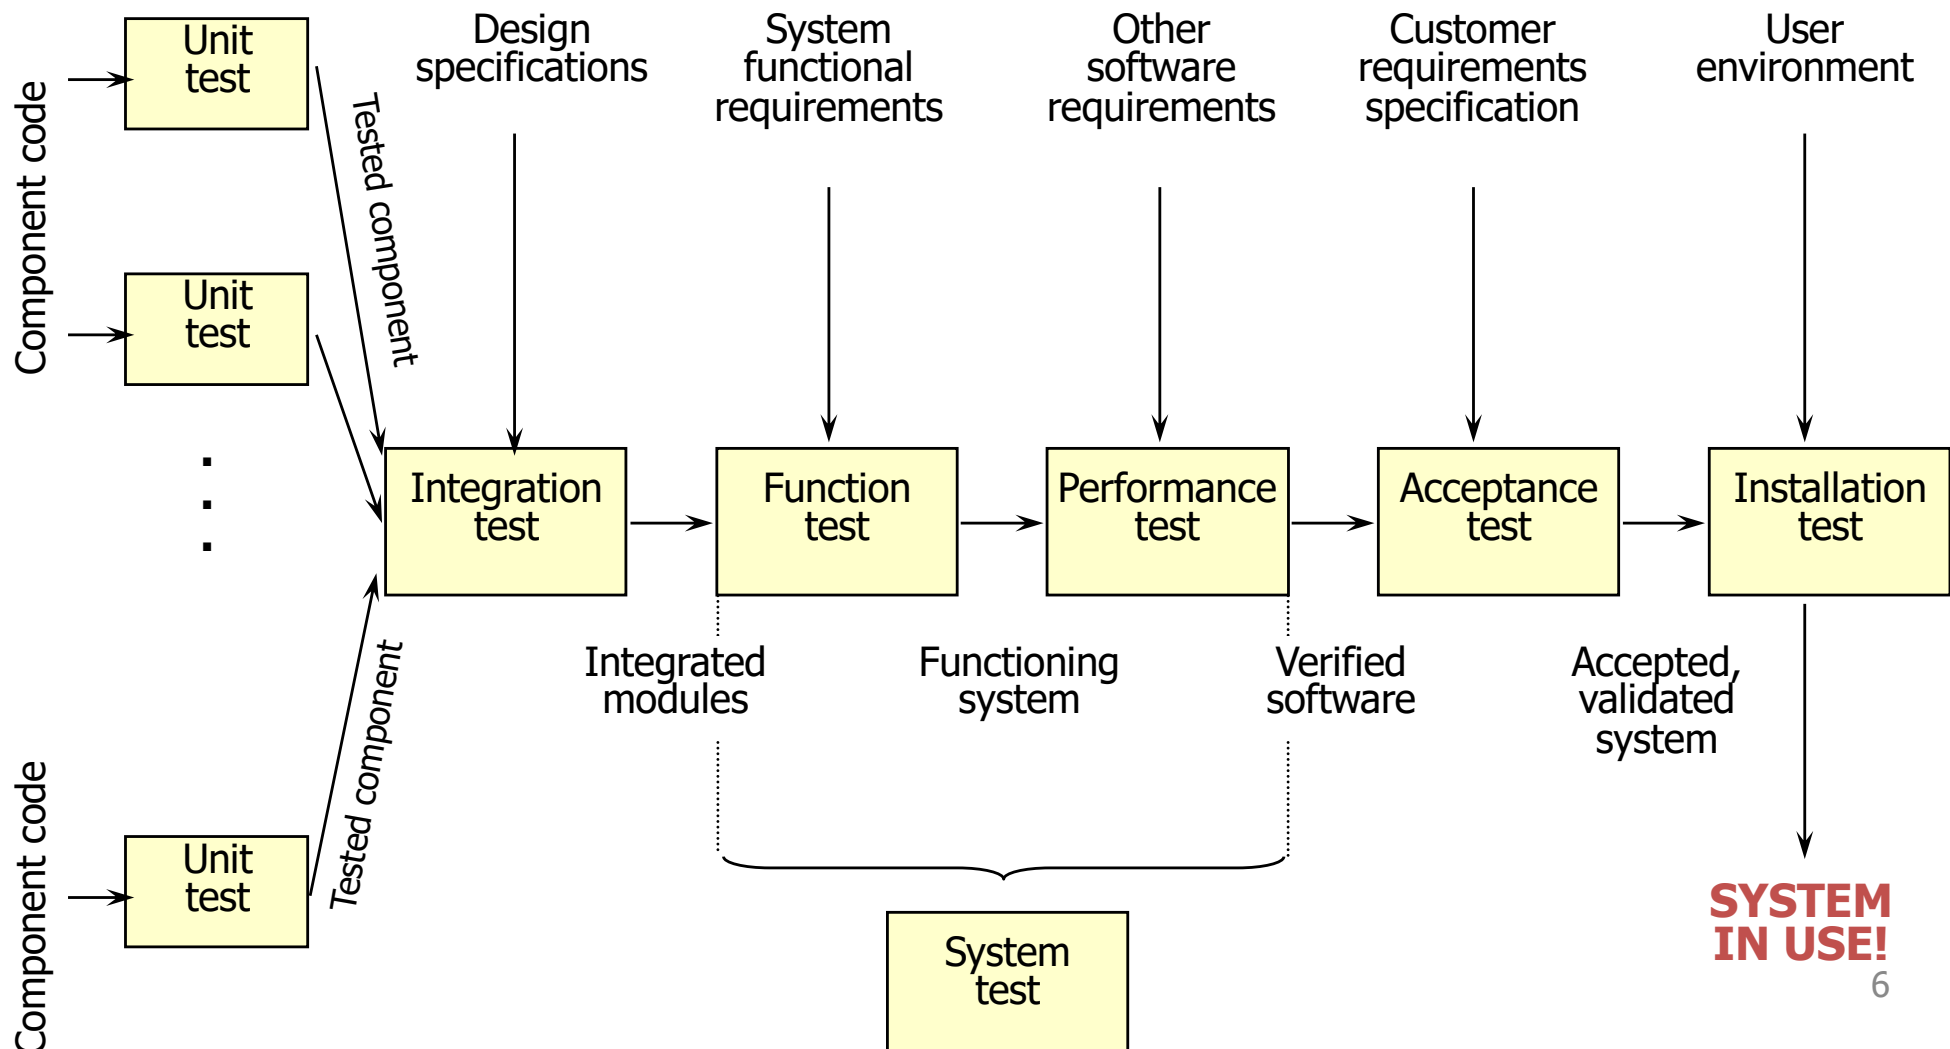 Component code
Unit
test
Tested component
Design
specifications
System
functional
requirements
Other
software
requirements
Customer
requirements
specification
User
environment
Unit
test
Integration
test
Function
test
Performance
test
Acceptance
test
Installation
test
Integrated
modules
Functioning
system
Verified
software
Accepted,
validated
system
Component code
Unit
test
Tested component
System
test
SYSTEM
IN USE!
6